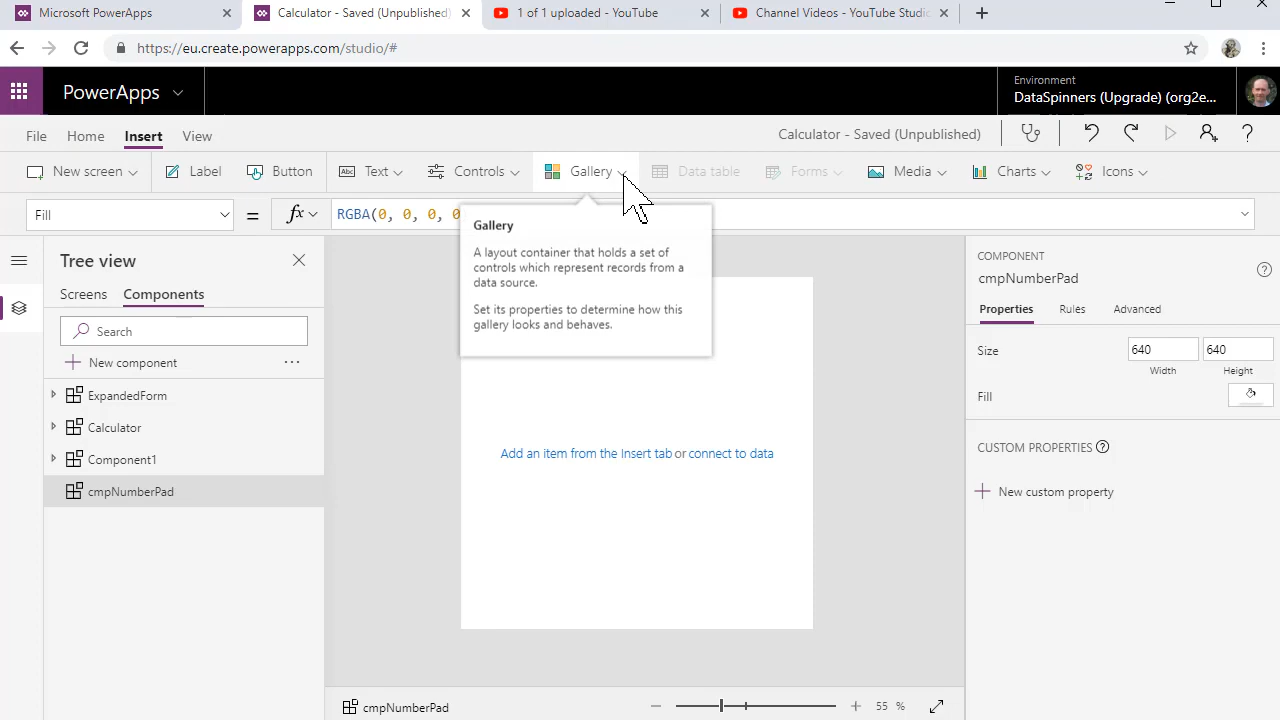 Microsoft PowerApps
Calculator - Saved (Unpublished)
1 of 1 uploaded - YouTube
Channel Videos - YouTube Studio
https://eu.create.powerapps.com/studio/#
PowerApps
Environment
DataSpinners (Upgrade) (org2e...
File Home Insert View
Calculator - Saved (Unpublished)
New screen Label Button Text Controls Gallery Data table Forms Media Charts Icons
Fill = fx RGBA(0, 0, 0, 0
Gallery
A layout container that holds a set of
controls which represent records from a
data source.
Set its properties to determine how this
gallery looks and behaves.
Tree view
Screens Components
Search
New component
ExpandedForm
Calculator
Component1
cmpNumberPad
Add an item from the Insert tab or connect to data
COMPONENT
cmpNumberPad
Properties Rules Advanced
Size 640 640
Width Height
Fill
CUSTOM PROPERTIES
New custom property
cmpNumberPad
55 %